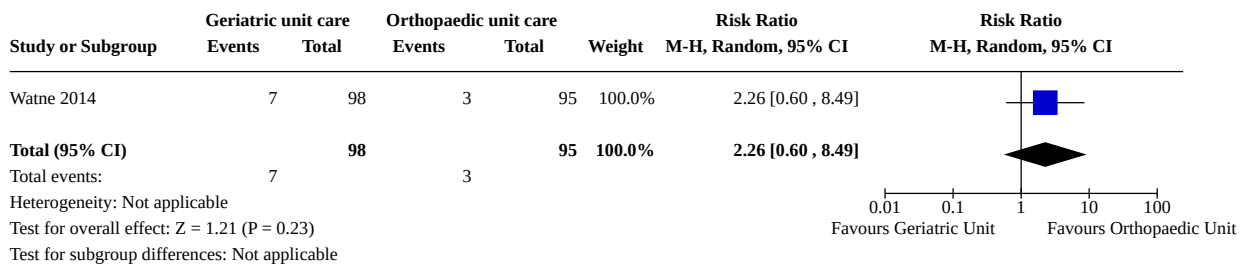 Geriatric unit care Orthopaedic unit care Risk Ratio Risk Ratio
Study or Subgroup Events Total Events Total Weight M-H, Random, 95% CI M-H, Random, 95% CI
Watne 2014 7 98 3 95 100.0% 2.26 [0.60 , 8.49]
Total (95% CI) 98 95 100.0% 2.26 [0.60 , 8.49]
Total events: 7 3
Heterogeneity: Not applicable
0.01 0.1 1 10 100
Test for overall effect: Z = 1.21 (P = 0.23) Favours Geriatric Unit Favours Orthopaedic Unit
Test for subgroup differences: Not applicable